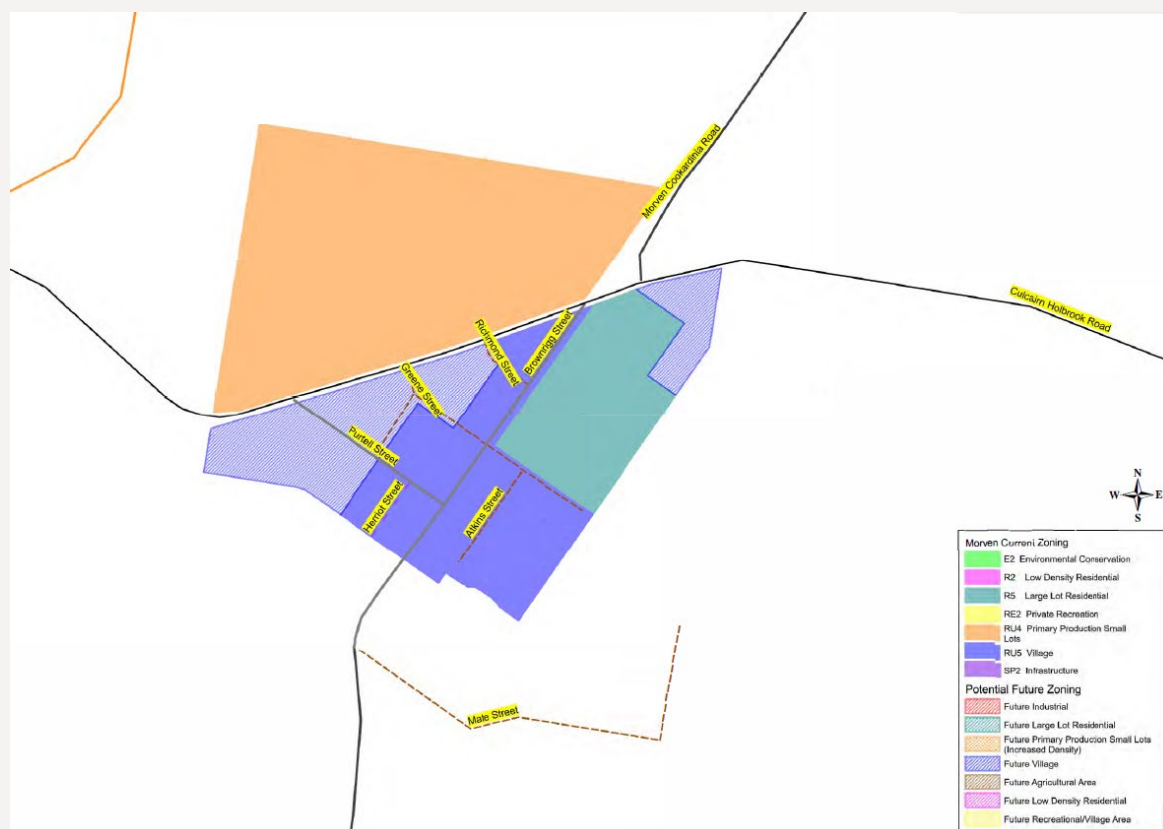 Morven Cookardinia Road
Culcairn Holbrook Road
Richmond Street
Brownrigg Street
Greene Street
Purtell Street
Herriot Street
Atkins Street
Male Street
N
W E
S
Morven Current Zoning
E2 Environmental Conservation
R2 Low Density Residential
R5 Large Lot Residential
RE2 Private Recreation
RU4 Primary Production Small
Lots
RU5 Village
SP2 Infrastructure
Potential Future Zoning
Future Industrial
Future Large Lot Residential
Future Primary Production Small Lots
(Increased Density)
Future Village
Future Agricultural Area
Future Low Density Residential
Future Recreational/Village Area